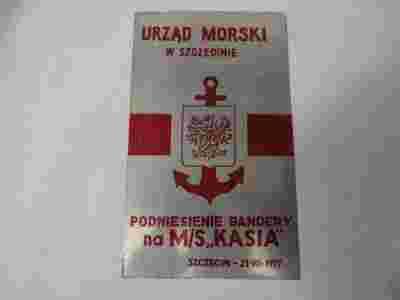 URZĄD MORSKI
W SZCZECINIE
PODNIESIENIE BANDERY
na M/S „KASIA"
SZCZECIN -